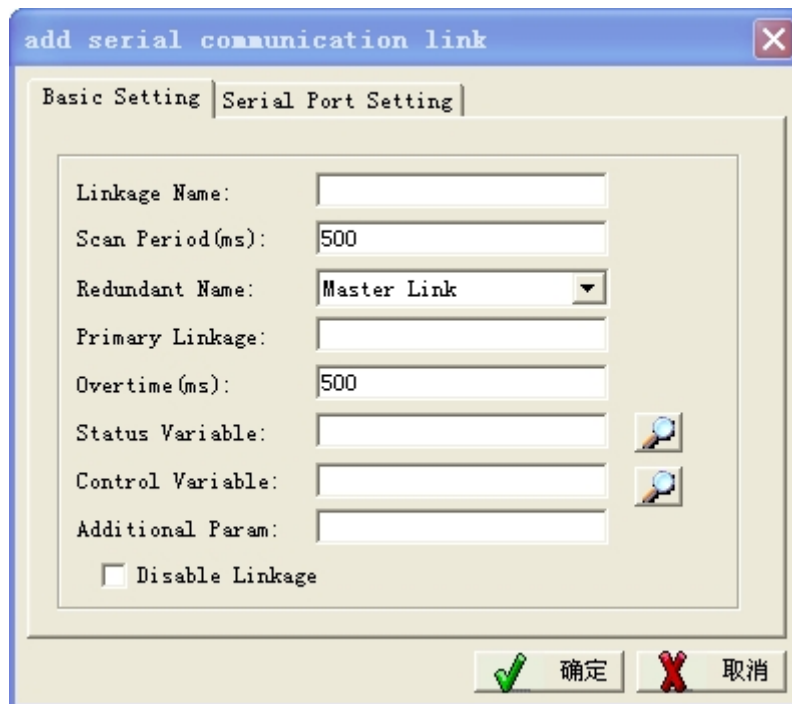 add serial communication link
Basic Setting Serial Port Setting
Linkage Name:
Scan Period(ms): 500
Redundant Name: Master Link
Primary Linkage:
Overtime(ms): 500
Status Variable:
Control Variable:
Additional Param:
Disable Linkage
确定 取消